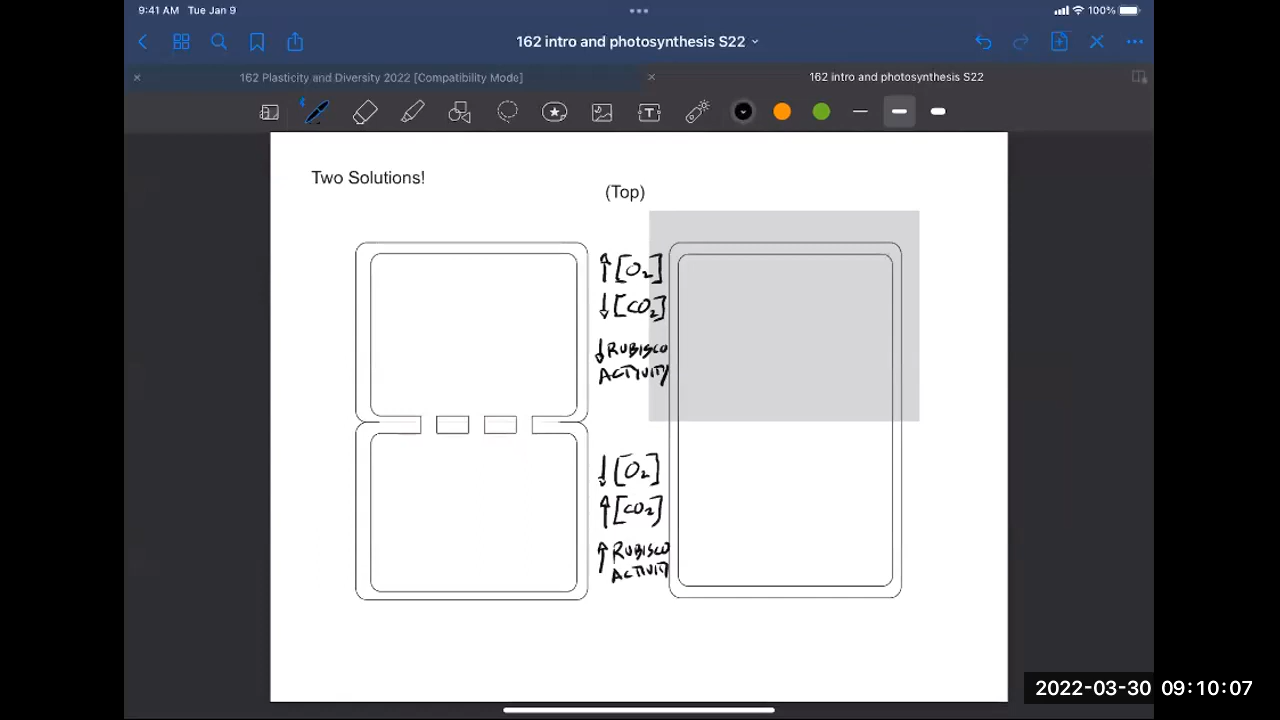 9:41 AM Tue Jan 9
100%
162 intro and photosynthesis S22
162 Plasticity and Diversity 2022 [Compatibility Mode]
162 intro and photosynthesis S22
Two Solutions!
(Top)
↑[O₂]
↓[CO₂]
↓RUBISCO
ACTIVITY
↓[O₂]
↑[CO₂]
↑RUBISCO
ACTIVITY
2022-03-30 09:10:07